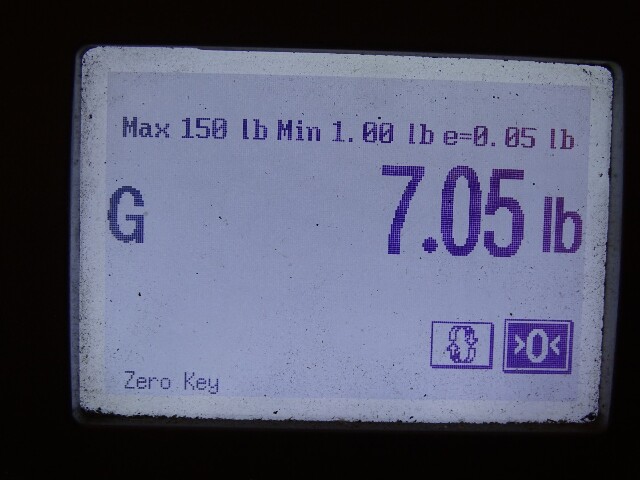 Max 150 lb Min 1.00 lb e=0.05 lb
G 7.05 lb
>0<
Zero Key